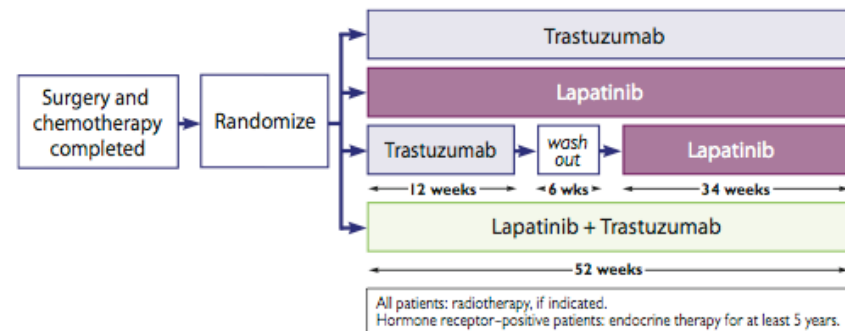 Surgery and
chemotherapy
completed
Randomize
Trastuzumab
Lapatinib
Trastuzumab
wash
out
Lapatinib
12 weeks
6 wks
34 weeks
Lapatinib + Trastuzumab
52 weeks
All patients: radiotherapy, if indicated.
Hormone receptor–positive patients: endocrine therapy for at least 5 years.